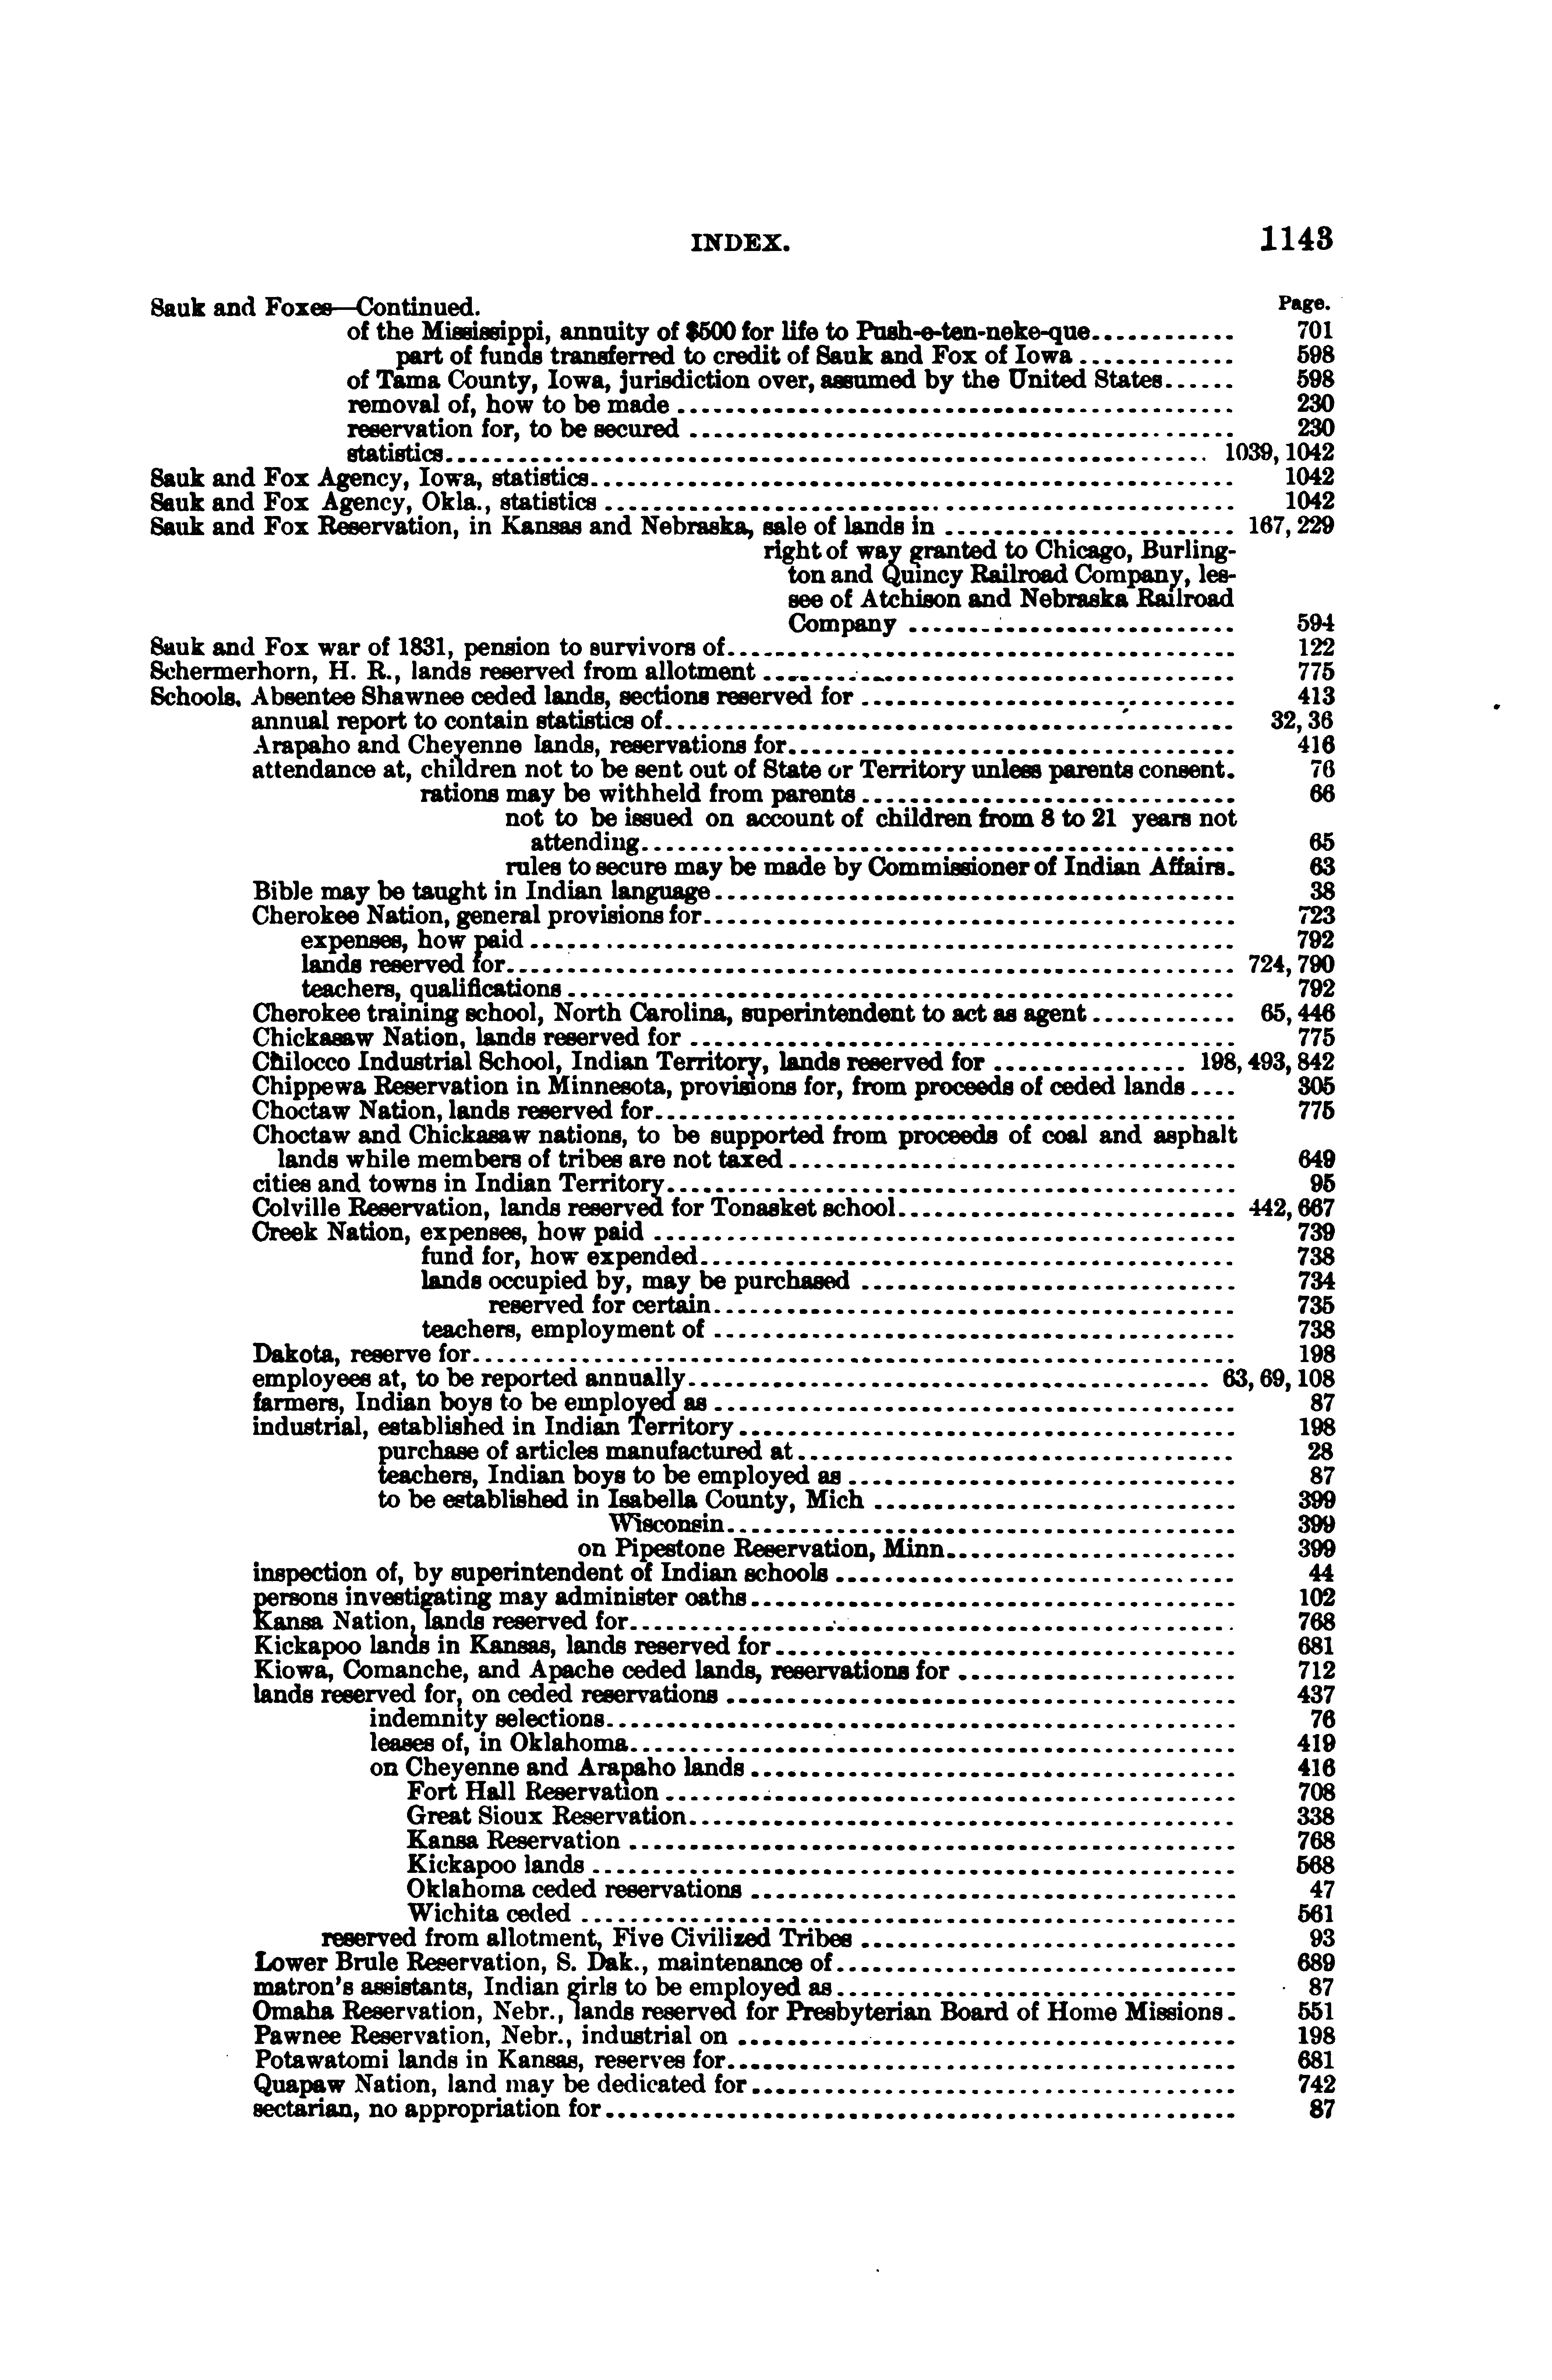 INDEX. 1143
Page.
Sauk and Foxes—Continued.
of the Mississippi, annuity of $500 for life to Push-e-ten-neke-que............ 701
part of funds transferred to credit of Sauk and Fox of Iowa ............. 598
of Tama County, Iowa, jurisdiction over, assumed by the United States...... 598
removal of, how to be made ............................................. 230
reservation for, to be secured ............................................ 230
statistics............................................................... 1039, 1042
Sauk and Fox Agency, Iowa, statistics..................................................... 1042
Sauk and Fox Agency, Okla., statistics .................................................... 1042
Sauk and Fox Reservation, in Kansas and Nebraska, sale of lands in ........................ 167, 229
right of way granted to Chicago, Burling-
ton and Quincy Railroad Company, les-
see of Atchison and Nebraska Railroad
Company ........................... 594
Sauk and Fox war of 1831, pension to survivors of.......................................... 122
Schermerhorn, H. R., lands reserved from allotment ....................................... 775
Schools, Absentee Shawnee ceded lands, sections reserved for ............................... 413
annual report to contain statistics of............................................... 32, 36
Arapaho and Cheyenne lands, reservations for..................................... 416
attendance at, children not to be sent out of State or Territory unless parents consent. 76
rations may be withheld from parents ............................... 66
not to be issued on account of children from 8 to 21 years not
attending................................................. 65
rules to secure may be made by Commissioner of Indian Affairs. 63
Bible may be taught in Indian language........................................... 38
Cherokee Nation, general provisions for............................................ 723
expenses, how paid ......................................................... 792
lands reserved for............................................................ 724, 790
teachers, qualifications ....................................................... 792
Cherokee training school, North Carolina, superintendent to act as agent ............ 65, 446
Chickasaw Nation, lands reserved for ............................................. 775
Chilocco Industrial School, Indian Territory, lands reserved for ................ 198, 493, 842
Chippewa Reservation in Minnesota, provisions for, from proceeds of ceded lands .... 305
Choctaw Nation, lands reserved for................................................ 775
Choctaw and Chickasaw nations, to be supported from proceeds of coal and asphalt
lands while members of tribes are not taxed ..................................... 649
cities and towns in Indian Territory............................................... 95
Colville Reservation, lands reserved for Tonasket school............................ 442, 667
Creek Nation, expenses, how paid ................................................ 739
fund for, how expended............................................. 738
lands occupied by, may be purchased ............................... 734
reserved for certain........................................... 735
teachers, employment of ........................................... 738
Dakota, reserve for............................................................... 198
employees at, to be reported annually........................................... 63, 69, 108
farmers, Indian boys to be employed as ........................................... 87
industrial, established in Indian Territory ......................................... 198
purchase of articles manufactured at.................................... 28
teachers, Indian boys to be employed as ................................ 87
to be established in Isabella County, Mich .............................. 399
Wisconsin.......................................... 399
on Pipestone Reservation, Minn........................ 399
inspection of, by superintendent of Indian schools ................................. 44
persons investigating may administer oaths........................................ 102
Kansa Nation, lands reserved for.................................................. 768
Kickapoo lands in Kansas, lands reserved for...................................... 681
Kiowa, Comanche, and Apache ceded lands, reservations for ....................... 712
lands reserved for, on ceded reservations .......................................... 437
indemnity selections.................................................... 76
leases of, in Oklahoma.................................................. 419
on Cheyenne and Arapaho lands ........................................ 416
Fort Hall Reservation .............................................. 708
Great Sioux Reservation............................................ 338
Kansa Reservation ................................................. 768
Kickapoo lands .................................................... 568
Oklahoma ceded reservations ....................................... 47
Wichita ceded ..................................................... 561
reserved from allotment, Five Civilized Tribes ............................... 93
Lower Brule Reservation, S. Dak., maintenance of................................. 689
matron's assistants, Indian girls to be employed as................................. 87
Omaha Reservation, Nebr., lands reserved for Presbyterian Board of Home Missions. 551
Pawnee Reservation, Nebr., industrial on ......................................... 198
Potawatomi lands in Kansas, reserves for.......................................... 681
Quapaw Nation, land may be dedicated for........................................ 742
sectarian, no appropriation for.................................................... 87